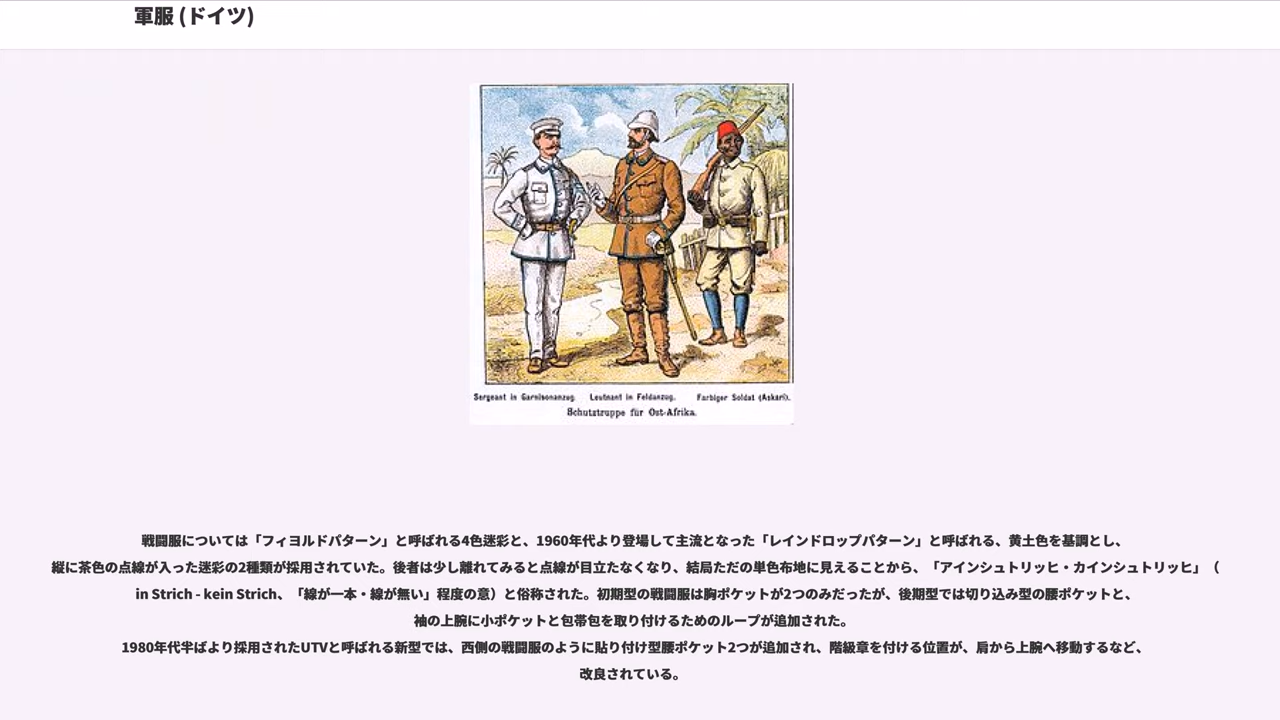 軍服 (ドイツ)
Sergeant in Garnisonanzug. Leutnant in Feldanzug. Farbiger Soldat (Askari).
Schutztruppe für Ost-Afrika.
戦闘服については「フィヨルドパターン」と呼ばれる4色迷彩と、1960年代より登場して主流となった「レインドロップパターン」と呼ばれる、黄土色を基調とし、
縦に茶色の点線が入った迷彩の2種類が採用されていた。後者は少し離れてみると点線が目立たなくなり、結局ただの単色布地に見えることから、「アインシュトリッヒ・カインシュトリッヒ」（
in Strich - kein Strich、「線が一本・線が無い」程度の意）と俗称された。初期型の戦闘服は胸ポケットが2つのみだったが、後期型では切り込み型の腰ポケットと、
袖の上腕に小ポケットと包帯包を取り付けるためのループが追加された。
1980年代半ばより採用されたUTVと呼ばれる新型では、西側の戦闘服のように貼り付け型腰ポケット2つが追加され、階級章を付ける位置が、肩から上腕へ移動するなど、
改良されている。